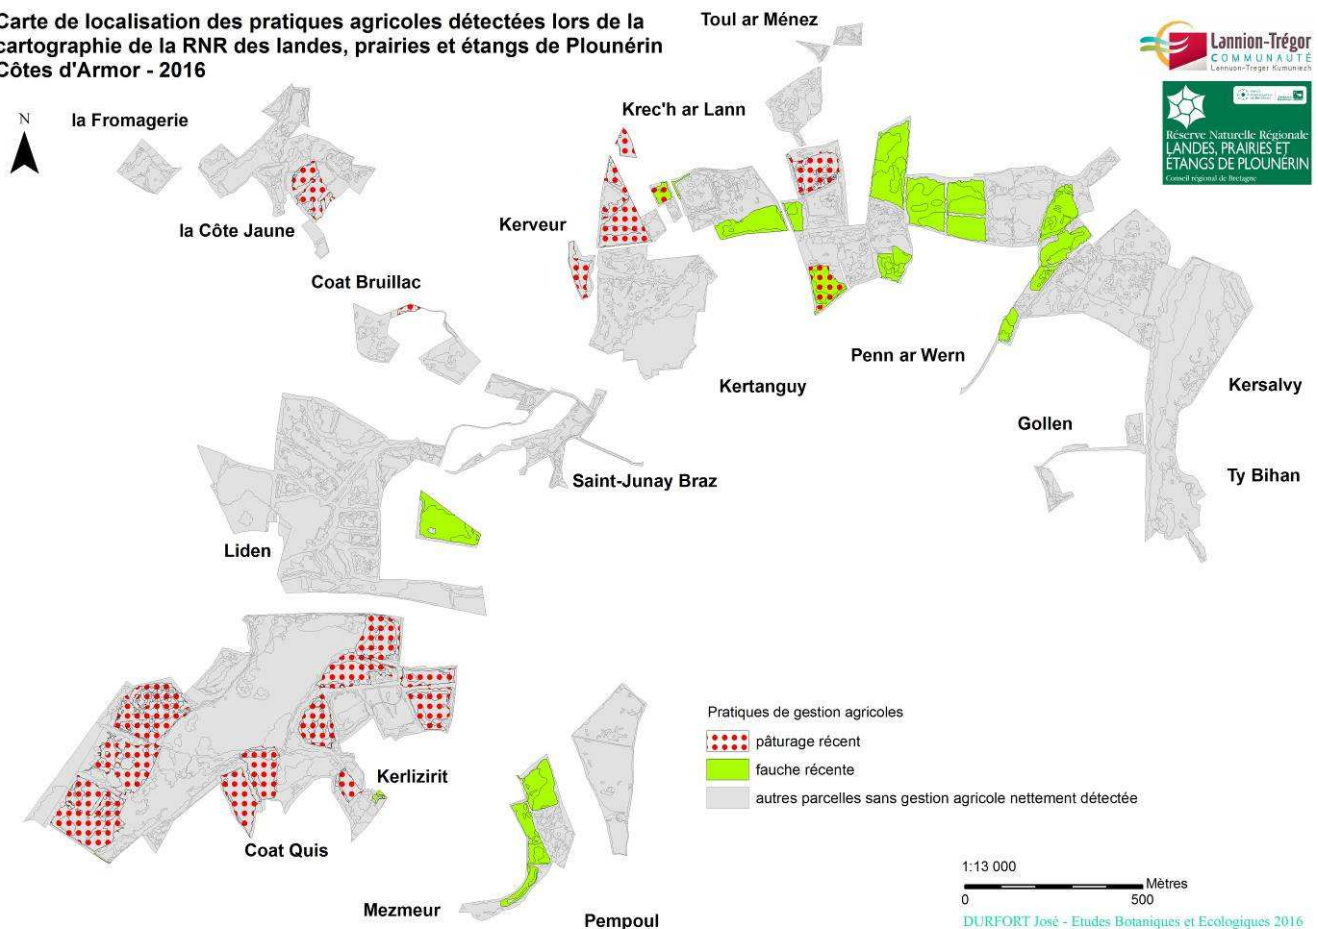 Carte de localisation des pratiques agricoles détectées lors de la
cartographie de la RNR des landes, prairies et étangs de Plounérin
Côtes d'Armor - 2016
Toul ar Ménez
Lannion-Trégor
COMMUNAUTÉ
Lannuon-Treger Kumuniezh
Réserve Naturelle Régionale
LANDES, PRAIRIES ET
ÉTANGS DE PLOUNÉRIN
Conseil régional de Bretagne
N
la Fromagerie
Krec'h ar Lann
la Côte Jaune
Kerveur
Coat Bruillac
Penn ar Wern
Kertanguy
Kersalvy
Gollen
Saint-Junay Braz
Ty Bihan
Liden
Pratiques de gestion agricoles
pâturage récent
fauche récente
autres parcelles sans gestion agricole nettement détectée
Kerlizirit
Coat Quis
Mezmeur
Pempoul
1:13 000
Mètres
0 500
DURFORT José - Etudes Botaniques et Ecologiques 2016